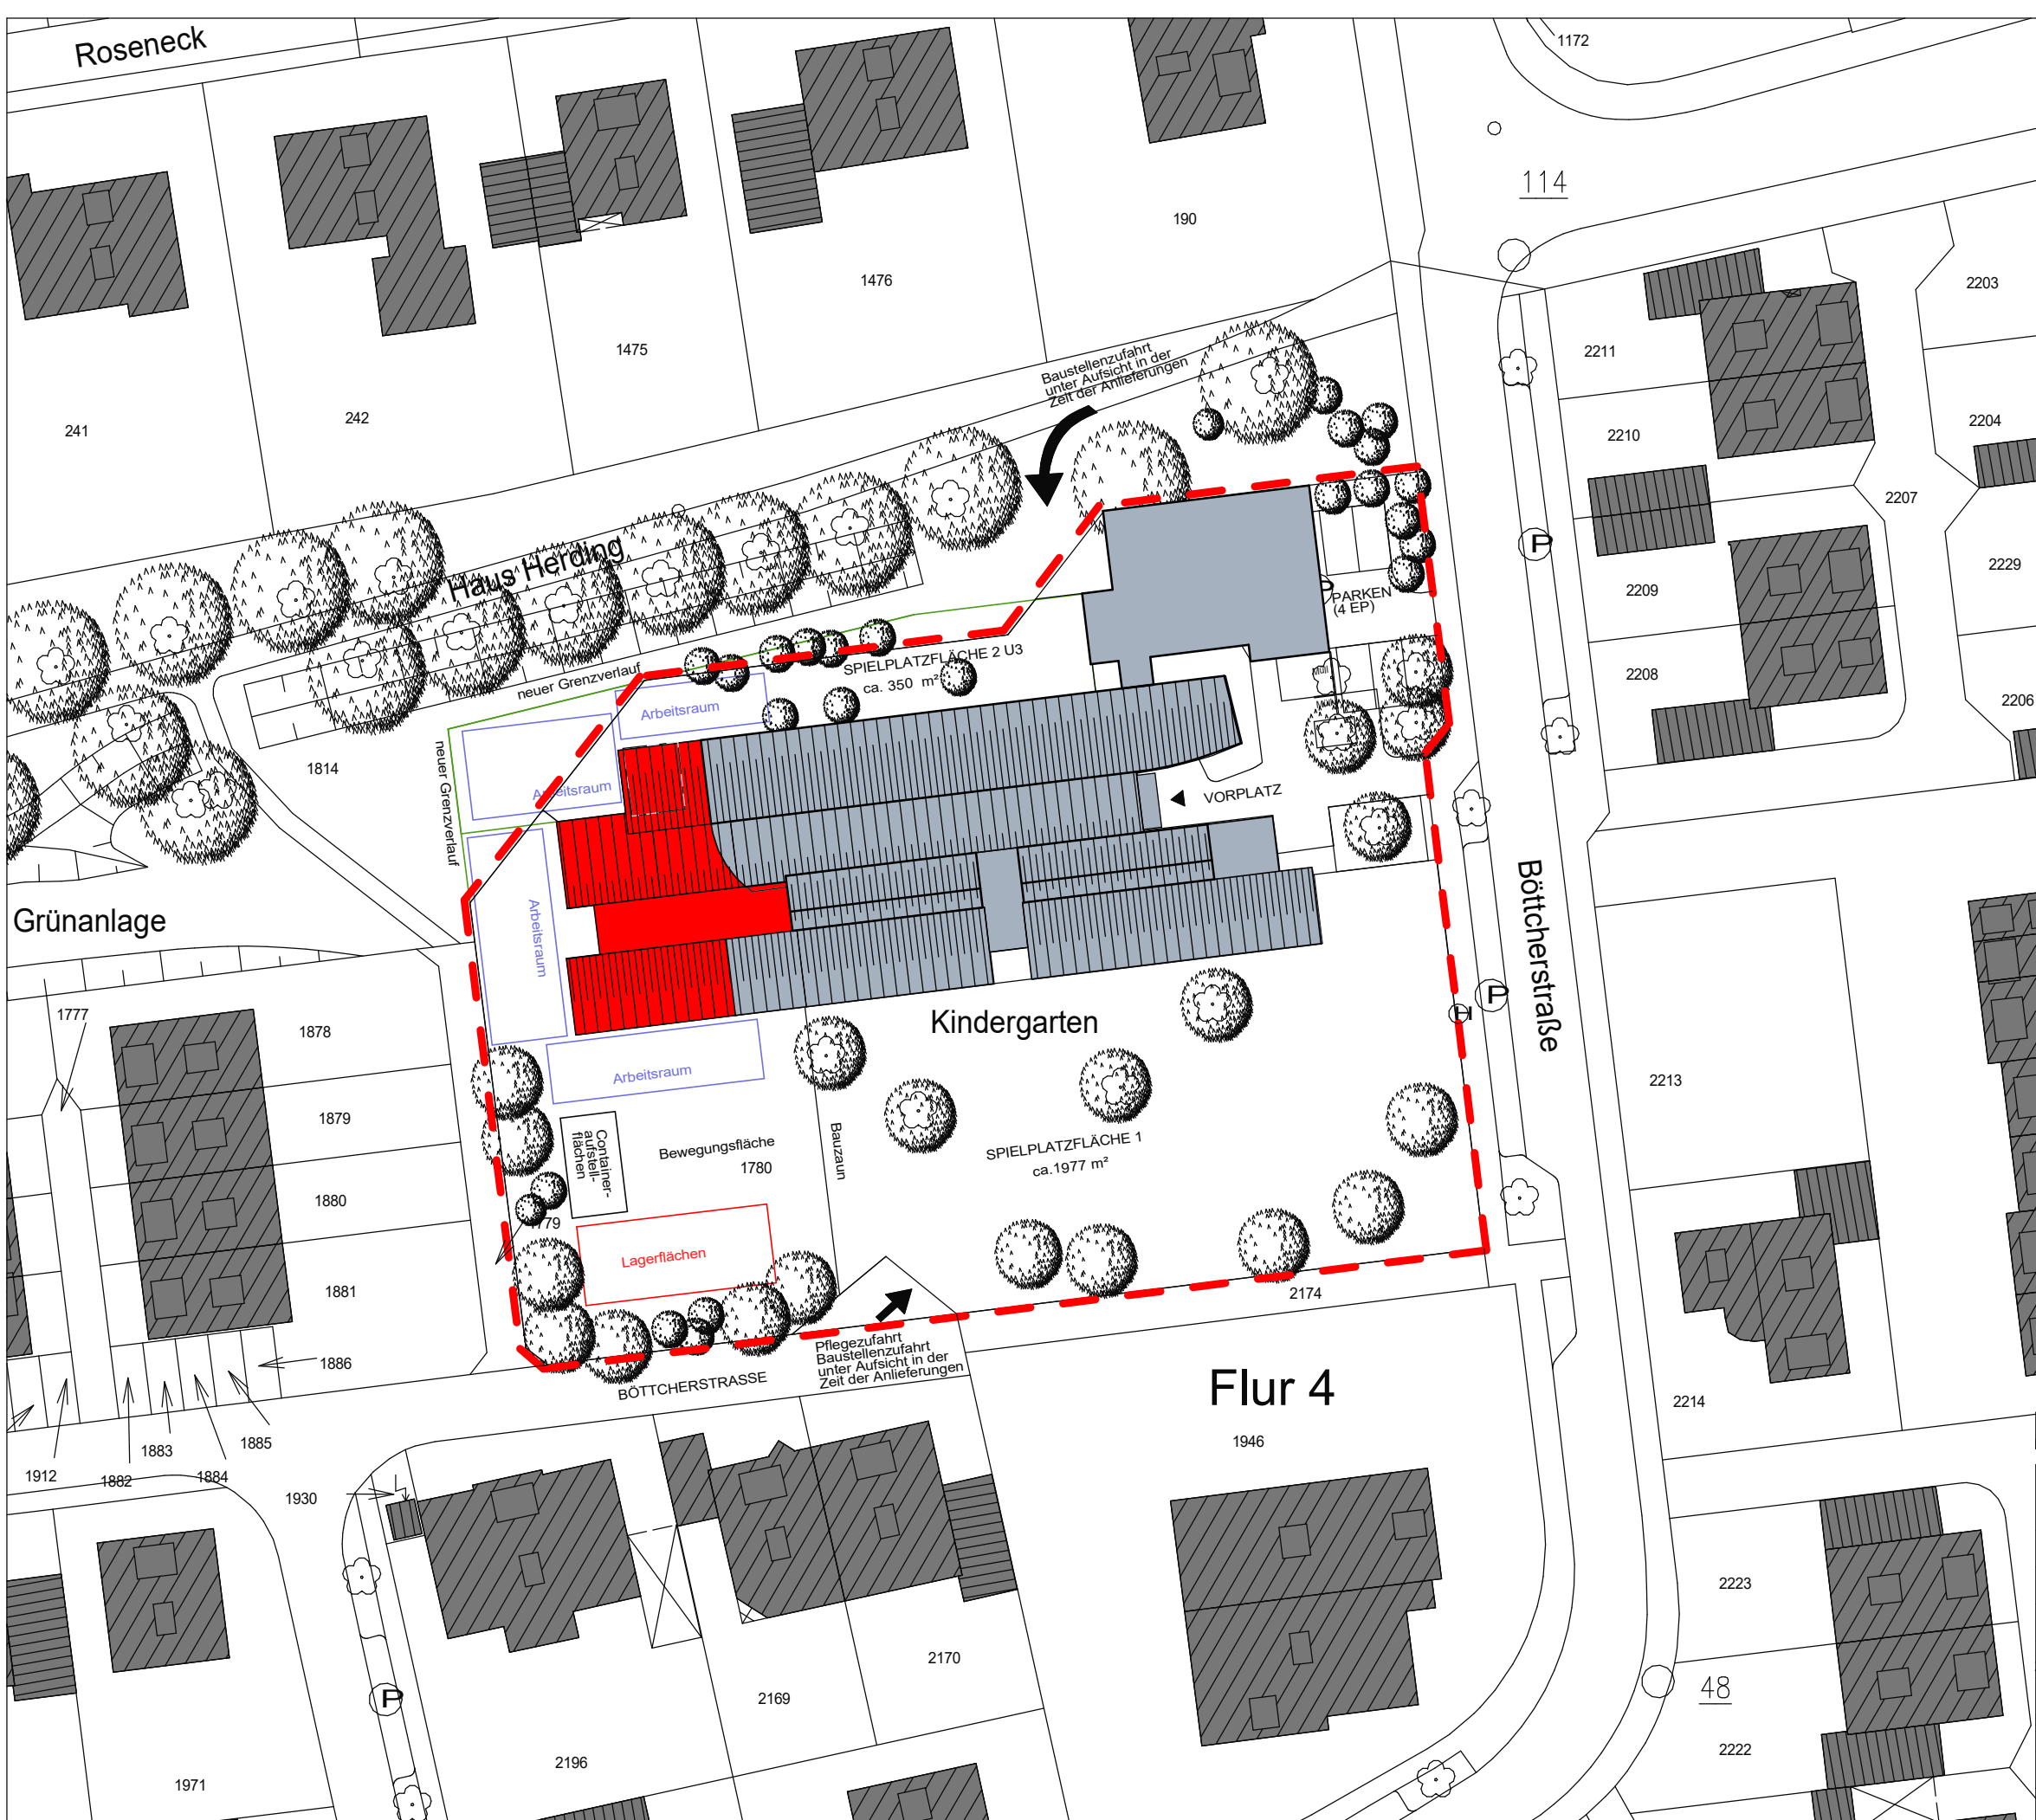 Roseneck
1172
114
190
1476
1475
242
241
2203
2211
2204
2210
2207
2229
2209
2208
2206
Baustellenzufahrt
unter Aufsicht in der
Zeit der Anlieferungen
Haus Herding
P
P
PARKEN
(4 EP)
Müll
neuer Grenzverlauf
SPIELPLATZFLÄCHE 2 U3
ca. 350 m²
Arbeitsraum
Arbeitsraum
neuer Grenzverlauf
1814
VORPLATZ
Arbeitsraum
Grünanlage
Böttcherstraße
Kindergarten
P
H
1777
1878
1879
1880
1881
1886
Arbeitsraum
2213
Container-
aufstell-
flächen
Bewegungsfläche
1780
Bauzaun
SPIELPLATZFLÄCHE 1
ca.1977 m²
1779
Lagerflächen
2174
Pflegezufahrt
Baustellenzufahrt
unter Aufsicht in der
Zeit der Anlieferungen
BÖTTCHERSTRASSE
Flur 4
1946
2214
1912
1882
1883
1884
1885
1930
2223
2170
2169
P
48
2196
2222
1971